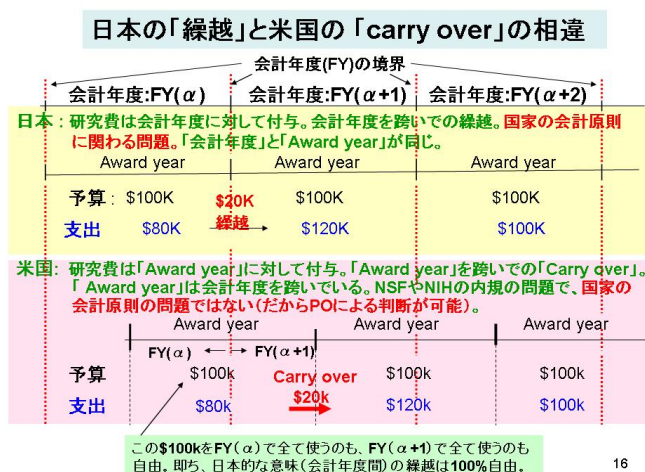 日本の「繰越」と米国の 「carry over」の相違
会計年度(FY)の境界
会計年度:FY(α) 会計年度:FY(α+1) 会計年度:FY(α+2)
日本 : 研究費は会計年度に対して付与。会計年度を跨いでの繰越。国家の会計原則
に関わる問題。「会計年度」と「Award year」が同じ。
Award year Award year Award year
予算 : $100K $20K $100K $100K
支出 $80K 繰越 $120K $100K
米国: 研究費は「Award year」に対して付与。「Award year」を跨いでの「Carry over」。
「 Award year」は会計年度を跨いでいる。NSFやNIHの内規の問題で、国家の
会計原則の問題ではない(だからPOによる判断が可能)。
Award year Award year Award year
FY(α) FY(α+1)
予算 $100k Carry over $100k $100k
支出 $80k $20k $120k $100k
この$100kをFY(α)で全て使うのも、FY(α+1)で全て使うのも
自由。即ち、日本的な意味(会計年度間)の繰越は100%自由。
16